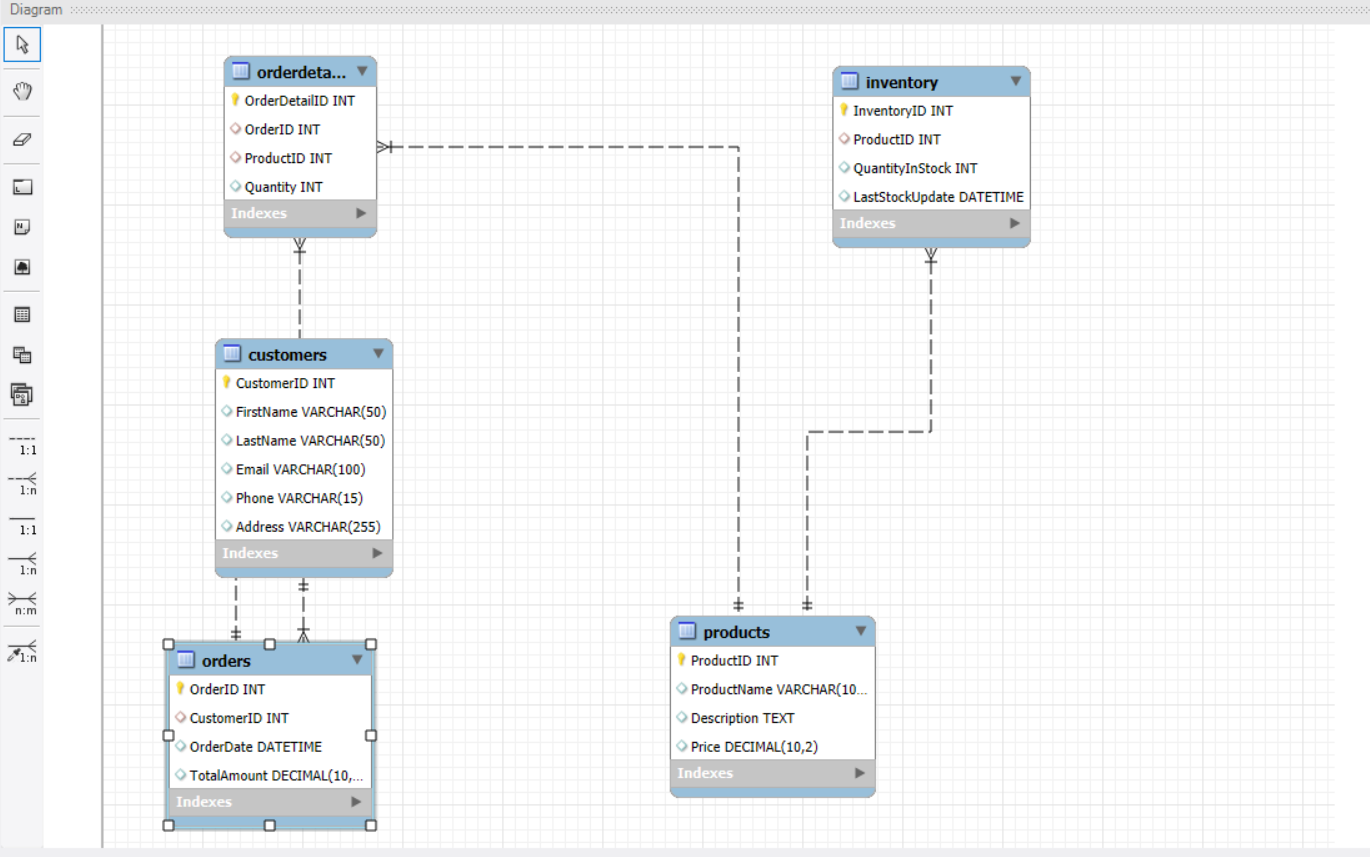 Diagram
orderdeta...
OrderDetailID INT
OrderID INT
ProductID INT
Quantity INT
Indexes
inventory
InventoryID INT
ProductID INT
QuantityInStock INT
LastStockUpdate DATETIME
Indexes
customers
CustomerID INT
FirstName VARCHAR(50)
LastName VARCHAR(50)
Email VARCHAR(100)
Phone VARCHAR(15)
Address VARCHAR(255)
Indexes
orders
OrderID INT
CustomerID INT
OrderDate DATETIME
TotalAmount DECIMAL(10,...
Indexes
products
ProductID INT
ProductName VARCHAR(10...
Description TEXT
Price DECIMAL(10,2)
Indexes
1:1
1:n
1:1
1:n
n:m
1:n